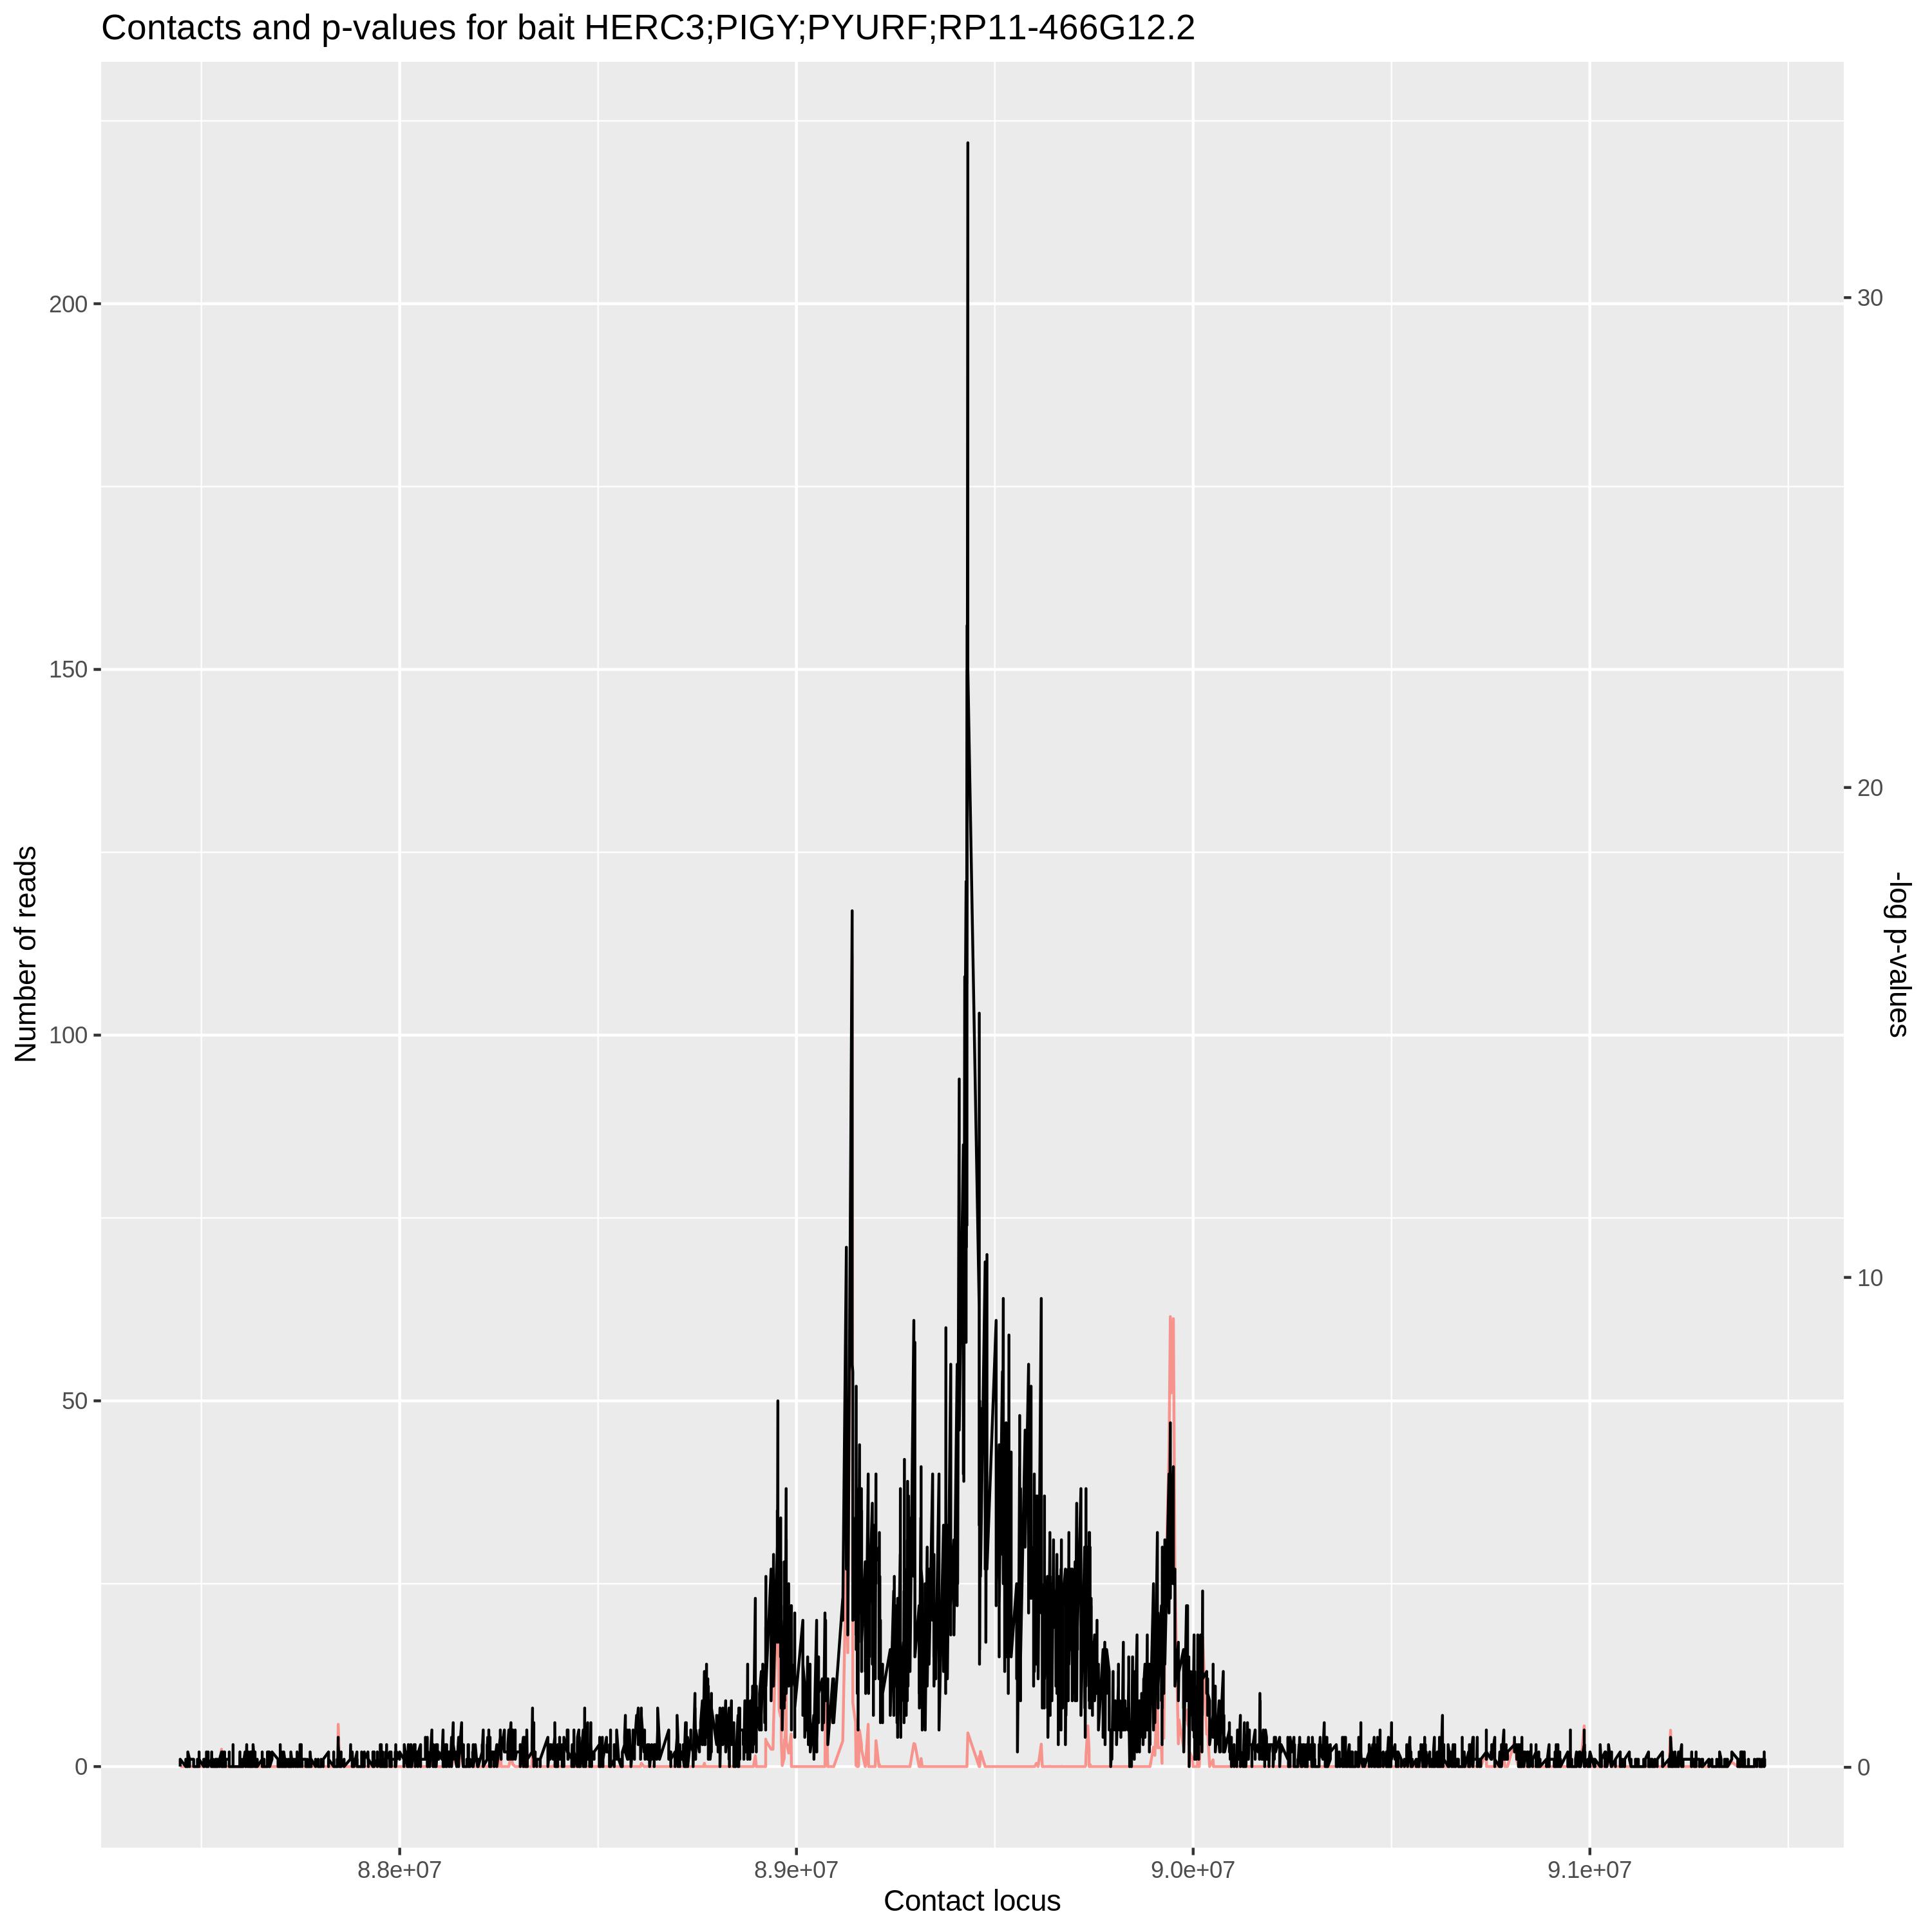 Contacts and p-values for bait HERC3;PIGY;PYURF;RP11-466G12.2
Number of reads
200
150
100
50
0
30
20
10
0
-log p-values
8.8e+07
8.9e+07
9.0e+07
9.1e+07
Contact locus